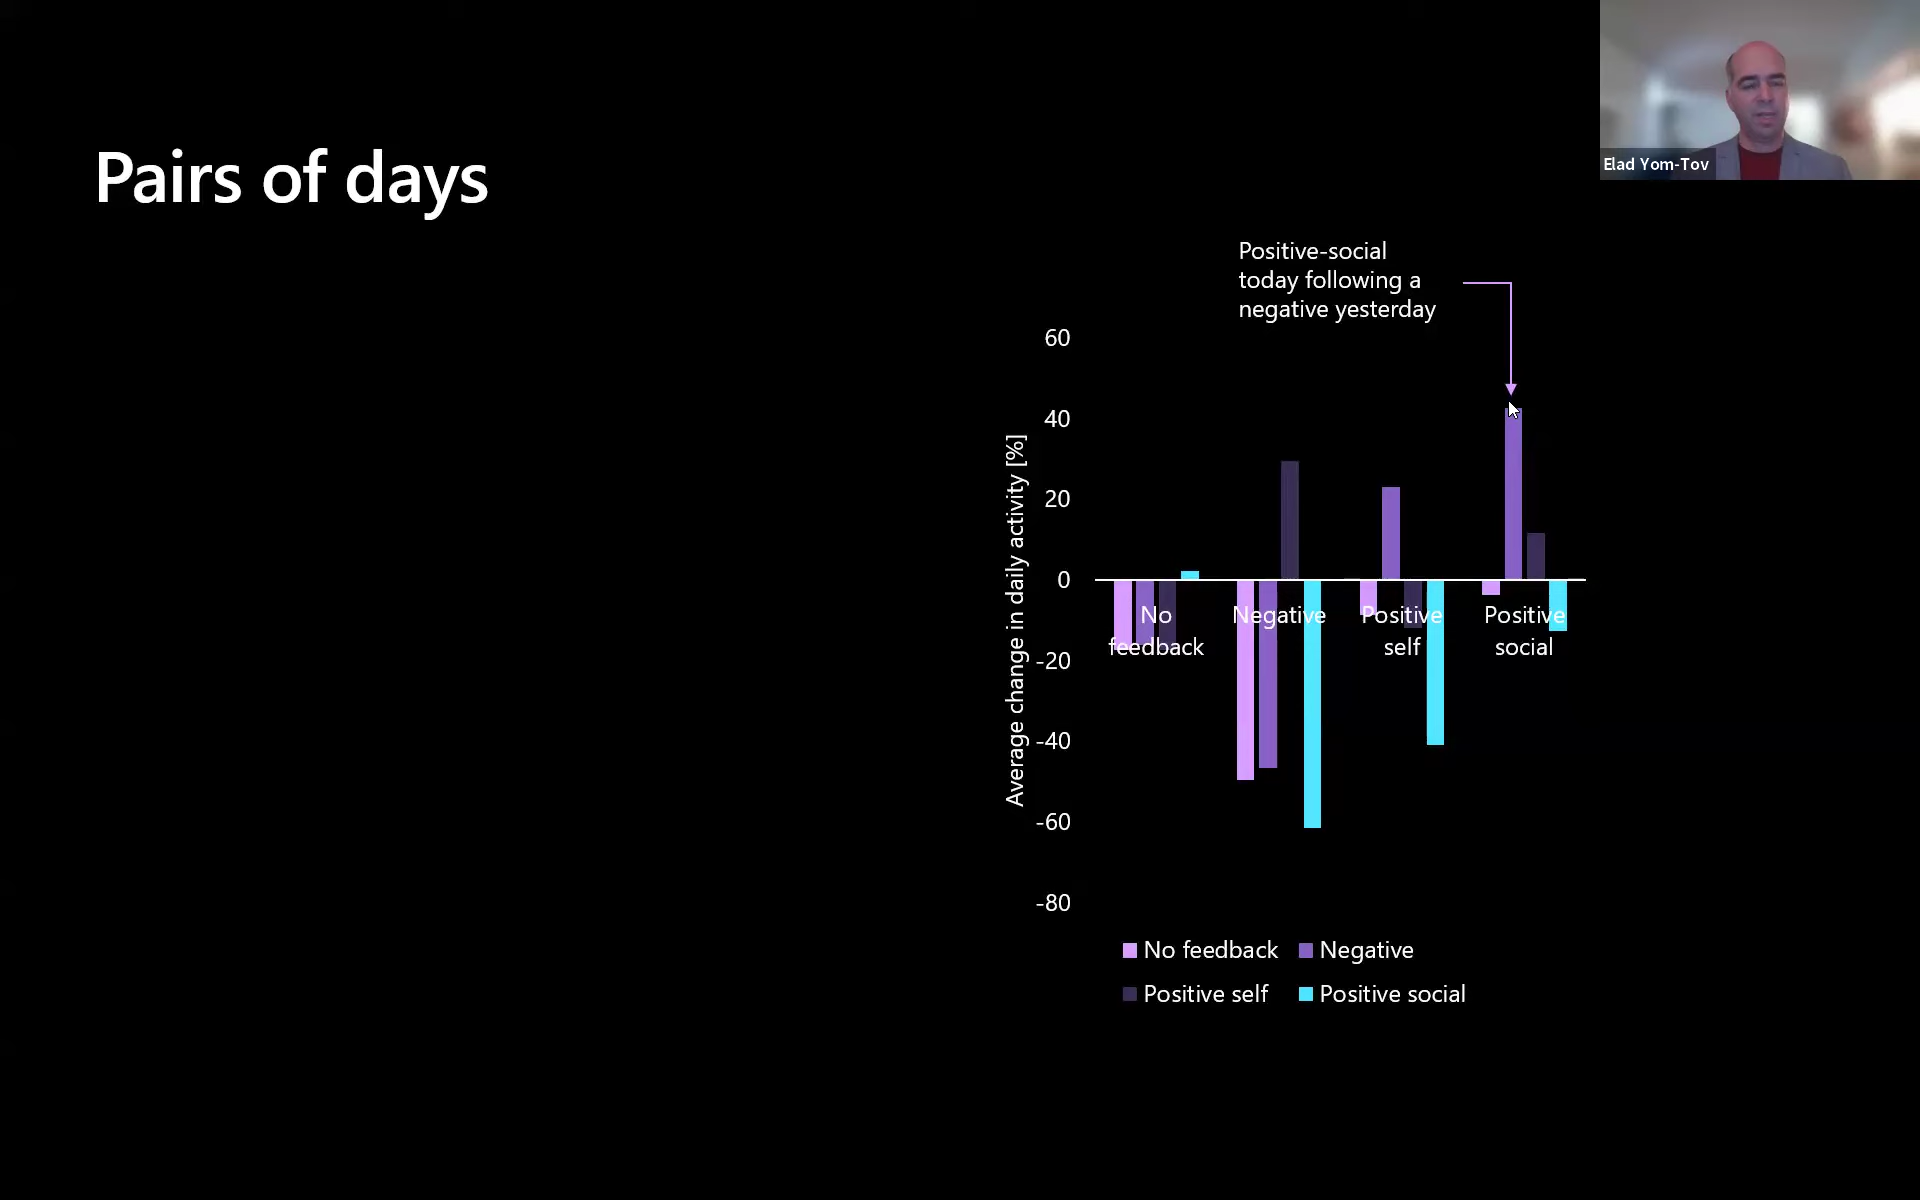 Elad Yom-Tov
Pairs of days
Positive-social
today following a
negative yesterday
Average change in daily activity [%]
60
40
20
0
-20
-40
-60
-80
No
feedback
Negative
Positive
self
Positive
social
No feedback
Negative
Positive self
Positive social